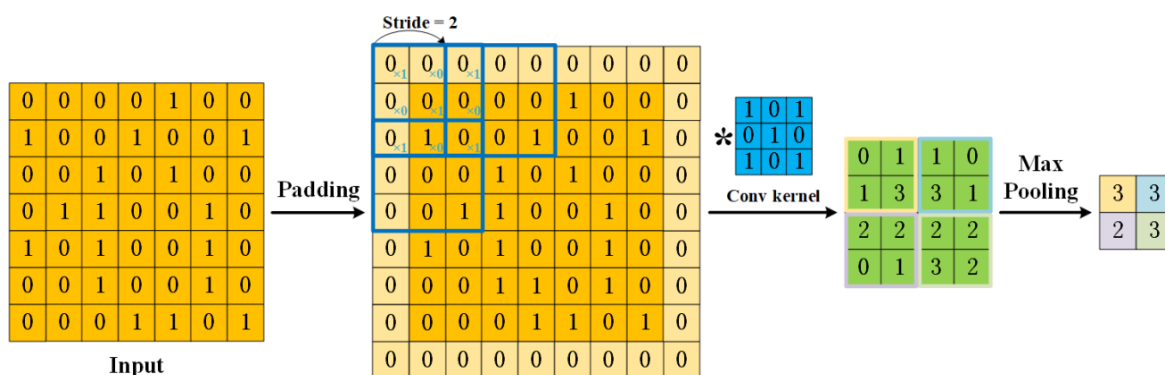 Stride = 2
0 0 0 0 1 0 0
1 0 0 1 0 0 1
0 0 1 0 1 0 0
0 1 1 0 0 1 0
1 0 1 0 0 1 0
0 0 1 0 0 1 0
0 0 0 1 1 0 1
Input
Padding
0×1 0×0 0×1 0 0 0 0 0 0
0×0 0×1 0×0 0 0 1 0 0 0
0×1 1×0 0×1 0 1 0 0 1 0
0 0 0 1 0 1 0 0 0
0 0 1 1 0 0 1 0 0
0 1 0 1 0 0 1 0 0
0 0 0 1 1 0 1 0 0
0 0 0 0 1 1 0 1 0
0 0 0 0 0 0 0 0 0
*
1 0 1
0 1 0
1 0 1
Conv kernel
0 1 1 0
1 3 3 1
2 2 2 2
0 1 3 2
Max
Pooling
3 3
2 3